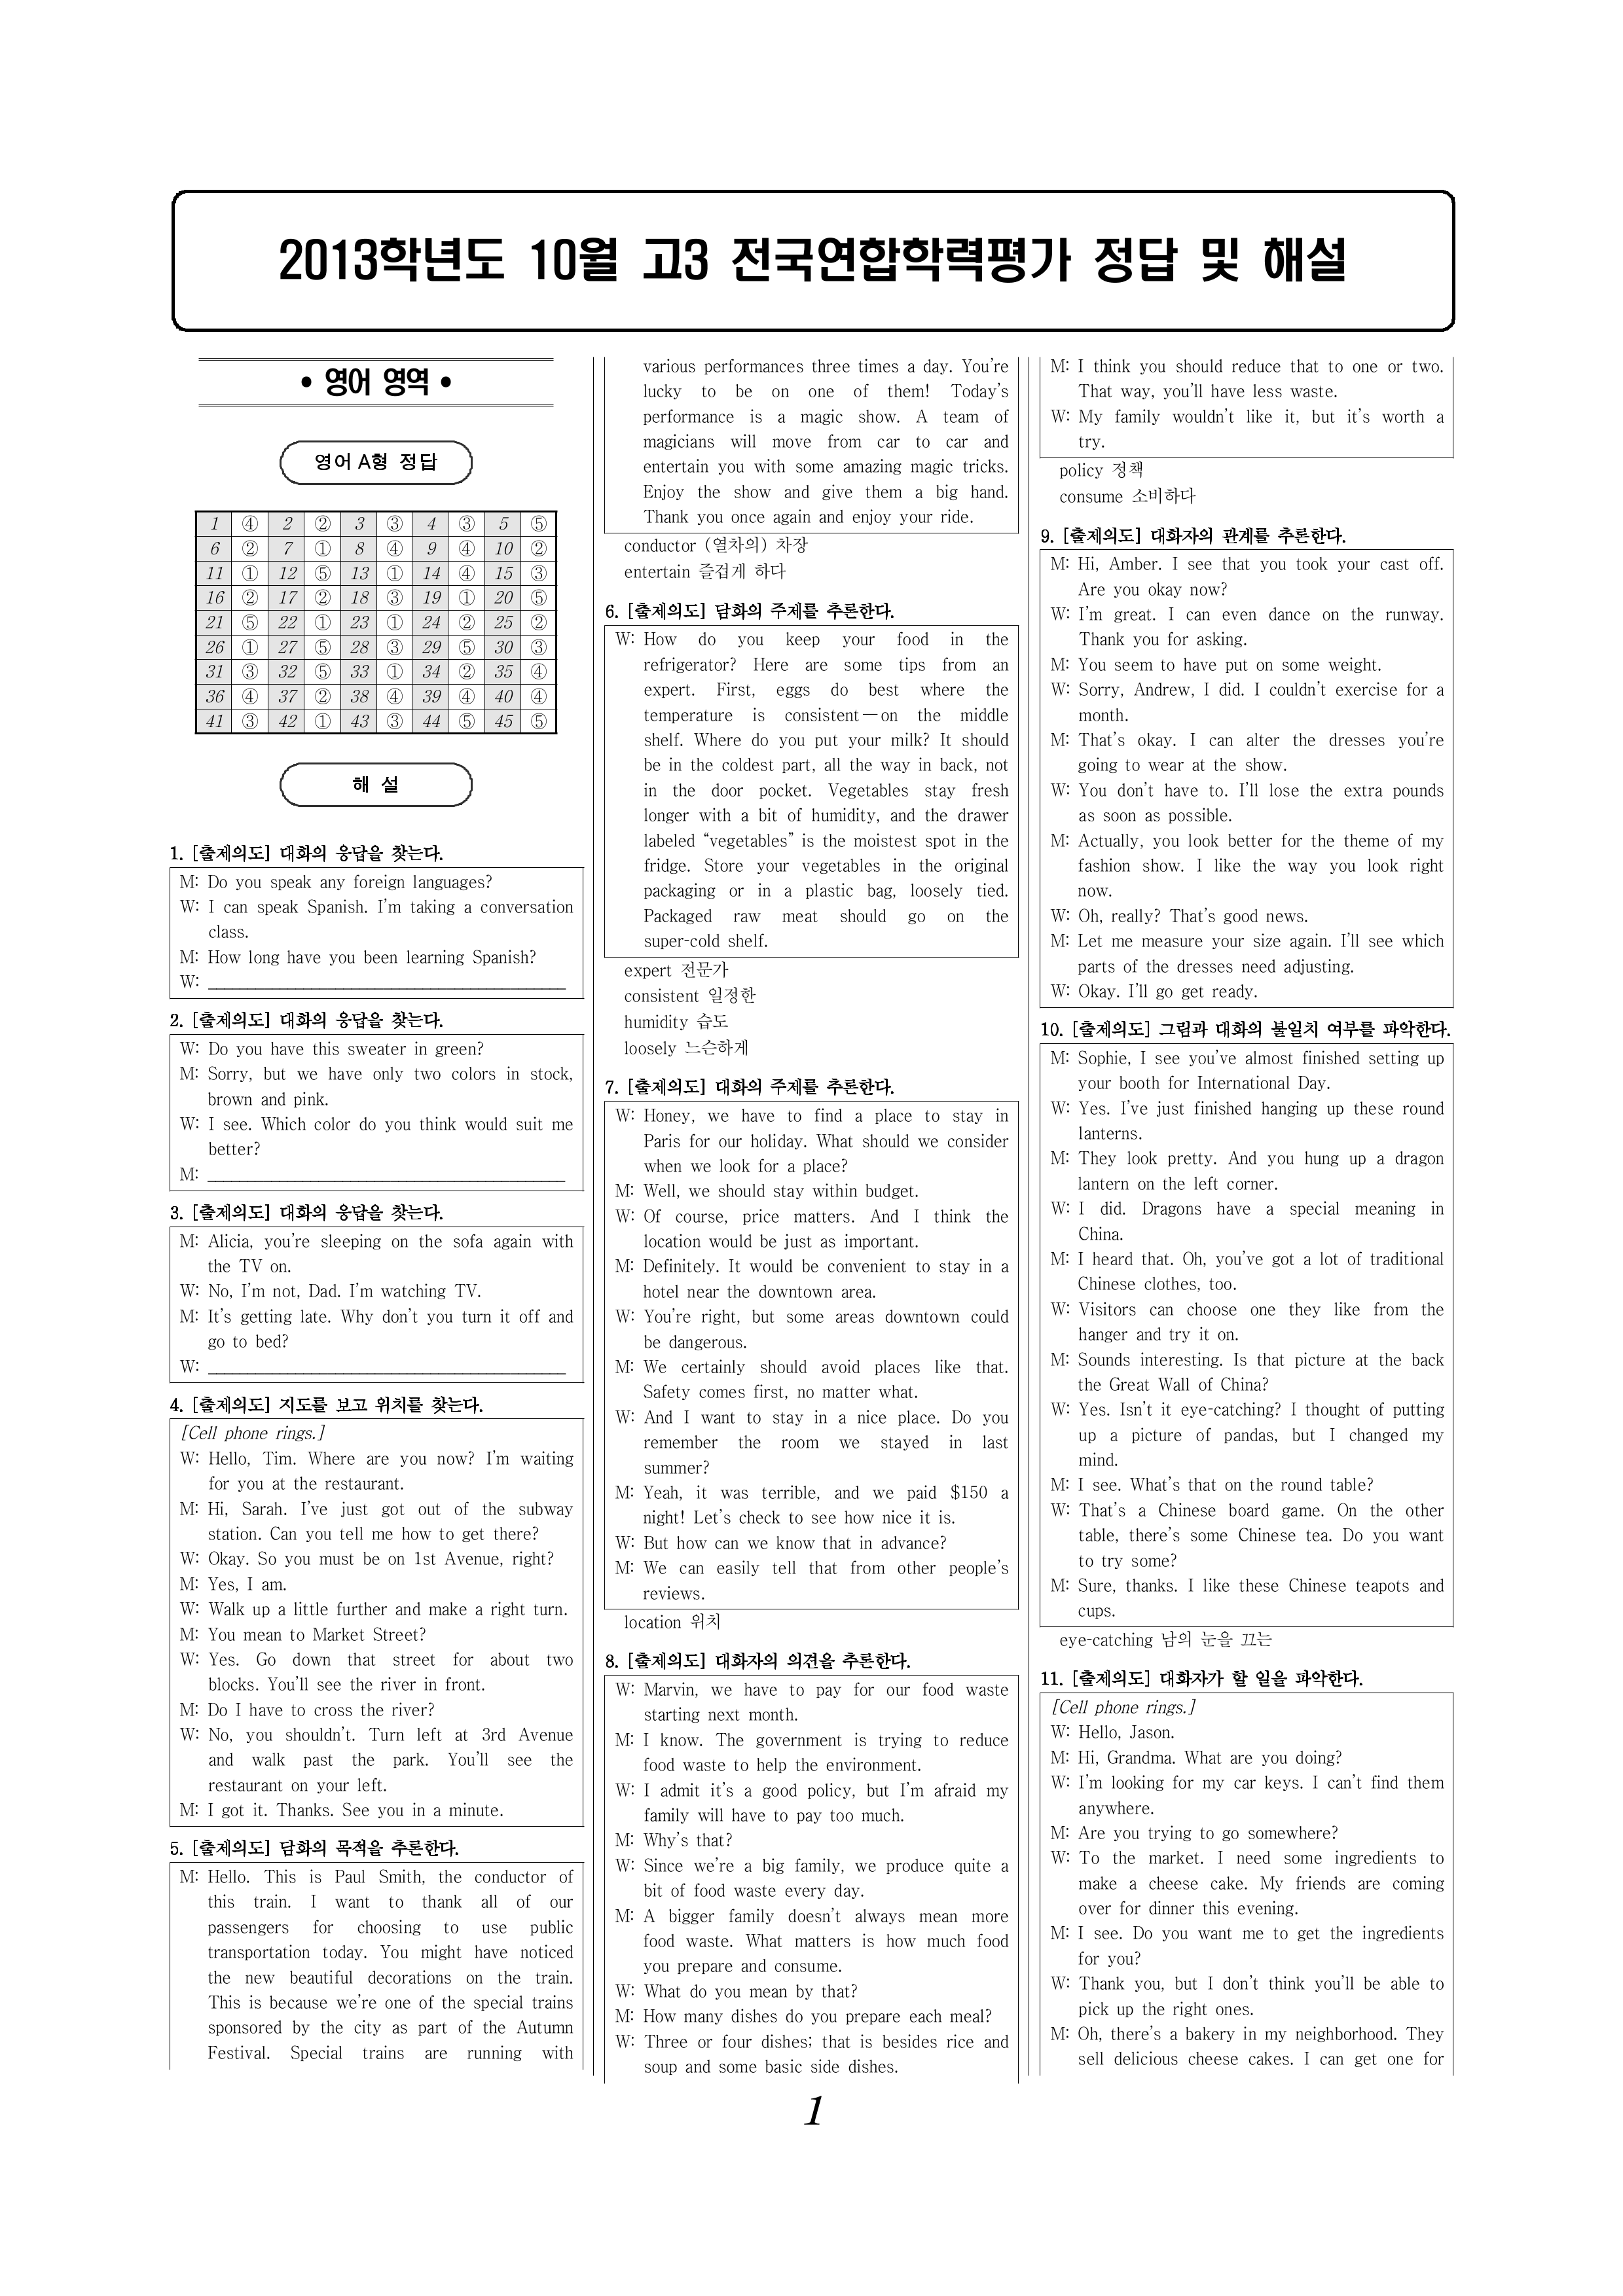 2013학년도 10월 고3 전국연합학력평가 정답 및 해설
• 영어 영역 •
영어 A형 정답
1 ④ 2 ② 3 ③ 4 ③ 5 ⑤
6 ② 7 ① 8 ④ 9 ④ 10 ②
11 ① 12 ⑤ 13 ① 14 ④ 15 ③
16 ② 17 ② 18 ③ 19 ① 20 ⑤
21 ⑤ 22 ① 23 ① 24 ② 25 ②
26 ① 27 ⑤ 28 ③ 29 ⑤ 30 ③
31 ③ 32 ⑤ 33 ① 34 ② 35 ④
36 ④ 37 ② 38 ④ 39 ④ 40 ④
41 ③ 42 ① 43 ③ 44 ⑤ 45 ⑤
해 설
1. [출제의도] 대화의 응답을 찾는다.
M: Do you speak any foreign languages?
W: I can speak Spanish. I'm taking a conversation
class.
M: How long have you been learning Spanish?
W:
2. [출제의도] 대화의 응답을 찾는다.
W: Do you have this sweater in green?
M: Sorry, but we have only two colors in stock,
brown and pink.
W: I see. Which color do you think would suit me
better?
M:
3. [출제의도] 대화의 응답을 찾는다.
M: Alicia, you're sleeping on the sofa again with
the TV on.
W: No, I'm not, Dad. I'm watching TV.
M: It's getting late. Why don't you turn it off and
go to bed?
W:
4. [출제의도] 지도를 보고 위치를 찾는다.
[Cell phone rings.]
W: Hello, Tim. Where are you now? I'm waiting
for you at the restaurant.
M: Hi, Sarah. I've just got out of the subway
station. Can you tell me how to get there?
W: Okay. So you must be on 1st Avenue, right?
M: Yes, I am.
W: Walk up a little further and make a right turn.
M: You mean to Market Street?
W: Yes. Go down that street for about two
blocks. You'll see the river in front.
M: Do I have to cross the river?
W: No, you shouldn't. Turn left at 3rd Avenue
and walk past the park. You'll see the
restaurant on your left.
M: I got it. Thanks. See you in a minute.
5. [출제의도] 담화의 목적을 추론한다.
M: Hello. This is Paul Smith, the conductor of
this train. I want to thank all of our
passengers for choosing to use public
transportation today. You might have noticed
the new beautiful decorations on the train.
This is because we're one of the special trains
sponsored by the city as part of the Autumn
Festival. Special trains are running with
various performances three times a day. You're
lucky to be on one of them! Today's
performance is a magic show. A team of
magicians will move from car to car and
entertain you with some amazing magic tricks.
Enjoy the show and give them a big hand.
Thank you once again and enjoy your ride.
conductor (열차의) 차장
entertain 즐겁게 하다
6. [출제의도] 담화의 주제를 추론한다.
W: How do you keep your food in the
refrigerator? Here are some tips from an
expert. First, eggs do best where the
temperature is consistent—on the middle
shelf. Where do you put your milk? It should
be in the coldest part, all the way in back, not
in the door pocket. Vegetables stay fresh
longer with a bit of humidity, and the drawer
labeled “vegetables” is the moistest spot in the
fridge. Store your vegetables in the original
packaging or in a plastic bag, loosely tied.
Packaged raw meat should go on the
super-cold shelf.
expert 전문가
consistent 일정한
humidity 습도
loosely 느슨하게
7. [출제의도] 대화의 주제를 추론한다.
W: Honey, we have to find a place to stay in
Paris for our holiday. What should we consider
when we look for a place?
M: Well, we should stay within budget.
W: Of course, price matters. And I think the
location would be just as important.
M: Definitely. It would be convenient to stay in a
hotel near the downtown area.
W: You're right, but some areas downtown could
be dangerous.
M: We certainly should avoid places like that.
Safety comes first, no matter what.
W: And I want to stay in a nice place. Do you
remember the room we stayed in last
summer?
M: Yeah, it was terrible, and we paid $150 a
night! Let's check to see how nice it is.
W: But how can we know that in advance?
M: We can easily tell that from other people's
reviews.
location 위치
8. [출제의도] 대화자의 의견을 추론한다.
W: Marvin, we have to pay for our food waste
starting next month.
M: I know. The government is trying to reduce
food waste to help the environment.
W: I admit it's a good policy, but I'm afraid my
family will have to pay too much.
M: Why's that?
W: Since we're a big family, we produce quite a
bit of food waste every day.
M: A bigger family doesn't always mean more
food waste. What matters is how much food
you prepare and consume.
W: What do you mean by that?
M: How many dishes do you prepare each meal?
W: Three or four dishes; that is besides rice and
soup and some basic side dishes.
M: I think you should reduce that to one or two.
That way, you'll have less waste.
W: My family wouldn't like it, but it's worth a
try.
policy 정책
consume 소비하다
9. [출제의도] 대화자의 관계를 추론한다.
M: Hi, Amber. I see that you took your cast off.
Are you okay now?
W: I'm great. I can even dance on the runway.
Thank you for asking.
M: You seem to have put on some weight.
W: Sorry, Andrew, I did. I couldn't exercise for a
month.
M: That's okay. I can alter the dresses you're
going to wear at the show.
W: You don't have to. I'll lose the extra pounds
as soon as possible.
M: Actually, you look better for the theme of my
fashion show. I like the way you look right
now.
W: Oh, really? That's good news.
M: Let me measure your size again. I'll see which
parts of the dresses need adjusting.
W: Okay. I'll go get ready.
10. [출제의도] 그림과 대화의 불일치 여부를 파악한다.
M: Sophie, I see you've almost finished setting up
your booth for International Day.
W: Yes. I've just finished hanging up these round
lanterns.
M: They look pretty. And you hung up a dragon
lantern on the left corner.
W: I did. Dragons have a special meaning in
China.
M: I heard that. Oh, you've got a lot of traditional
Chinese clothes, too.
W: Visitors can choose one they like from the
hanger and try it on.
M: Sounds interesting. Is that picture at the back
the Great Wall of China?
W: Yes. Isn't it eye-catching? I thought of putting
up a picture of pandas, but I changed my
mind.
M: I see. What's that on the round table?
W: That's a Chinese board game. On the other
table, there's some Chinese tea. Do you want
to try some?
M: Sure, thanks. I like these Chinese teapots and
cups.
eye-catching 남의 눈을 끄는
11. [출제의도] 대화자가 할 일을 파악한다.
[Cell phone rings.]
W: Hello, Jason.
M: Hi, Grandma. What are you doing?
W: I'm looking for my car keys. I can't find them
anywhere.
M: Are you trying to go somewhere?
W: To the market. I need some ingredients to
make a cheese cake. My friends are coming
over for dinner this evening.
M: I see. Do you want me to get the ingredients
for you?
W: Thank you, but I don't think you'll be able to
pick up the right ones.
M: Oh, there's a bakery in my neighborhood. They
sell delicious cheese cakes. I can get one for
1